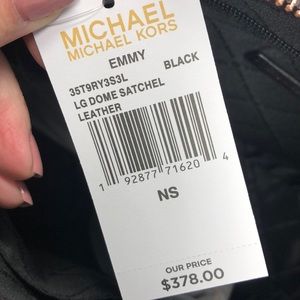 MICHAEL
MICHAEL KORS
EMMY
35T9RY3S3L BLACK
LG DOME SATCHEL
LEATHER
1 92877 71620 4
NS
OUR PRICE
$378.00